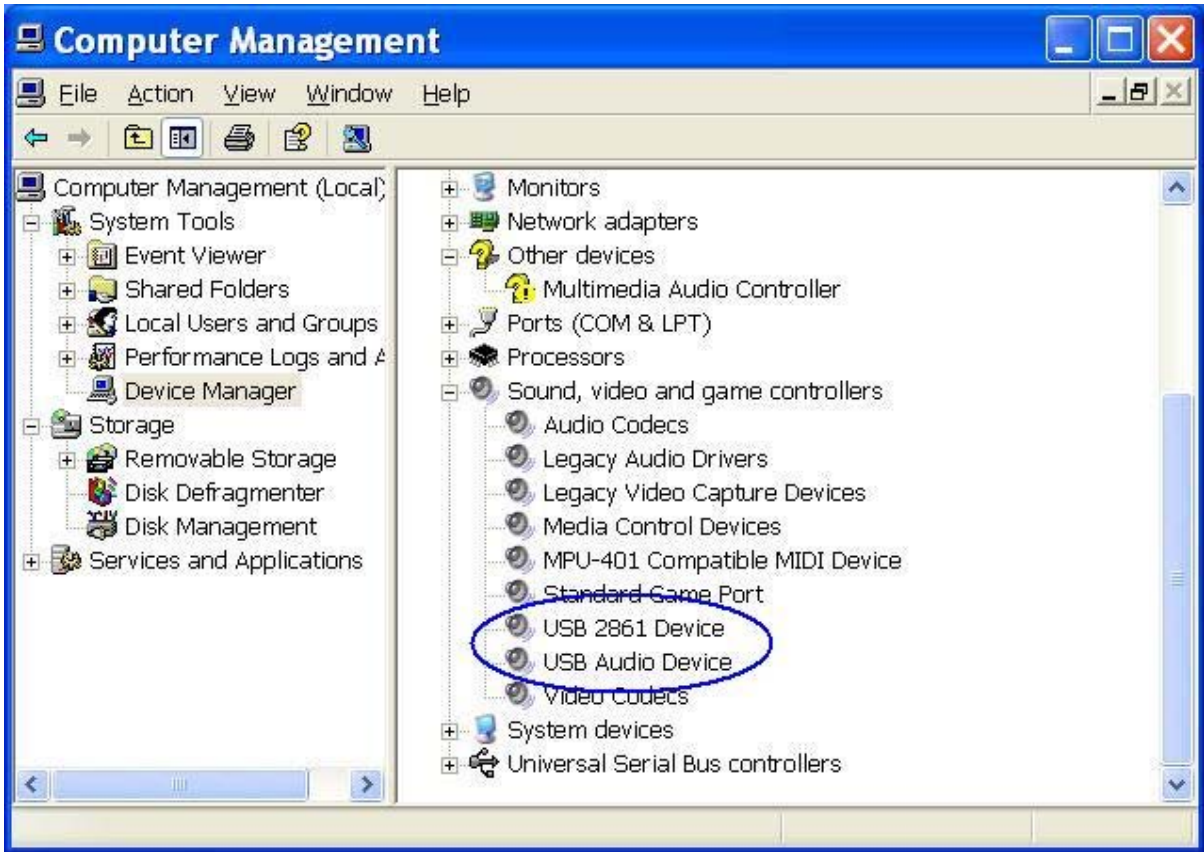 Computer Management
File Action View Window Help
Computer Management (Local)
System Tools
Event Viewer
Shared Folders
Local Users and Groups
Performance Logs and A
Device Manager
Storage
Removable Storage
Disk Defragmenter
Disk Management
Services and Applications
Monitors
Network adapters
Other devices
Multimedia Audio Controller
Ports (COM & LPT)
Processors
Sound, video and game controllers
Audio Codecs
Legacy Audio Drivers
Legacy Video Capture Devices
Media Control Devices
MPU-401 Compatible MIDI Device
Standard Game Port
USB 2861 Device
USB Audio Device
Video Codecs
System devices
Universal Serial Bus controllers